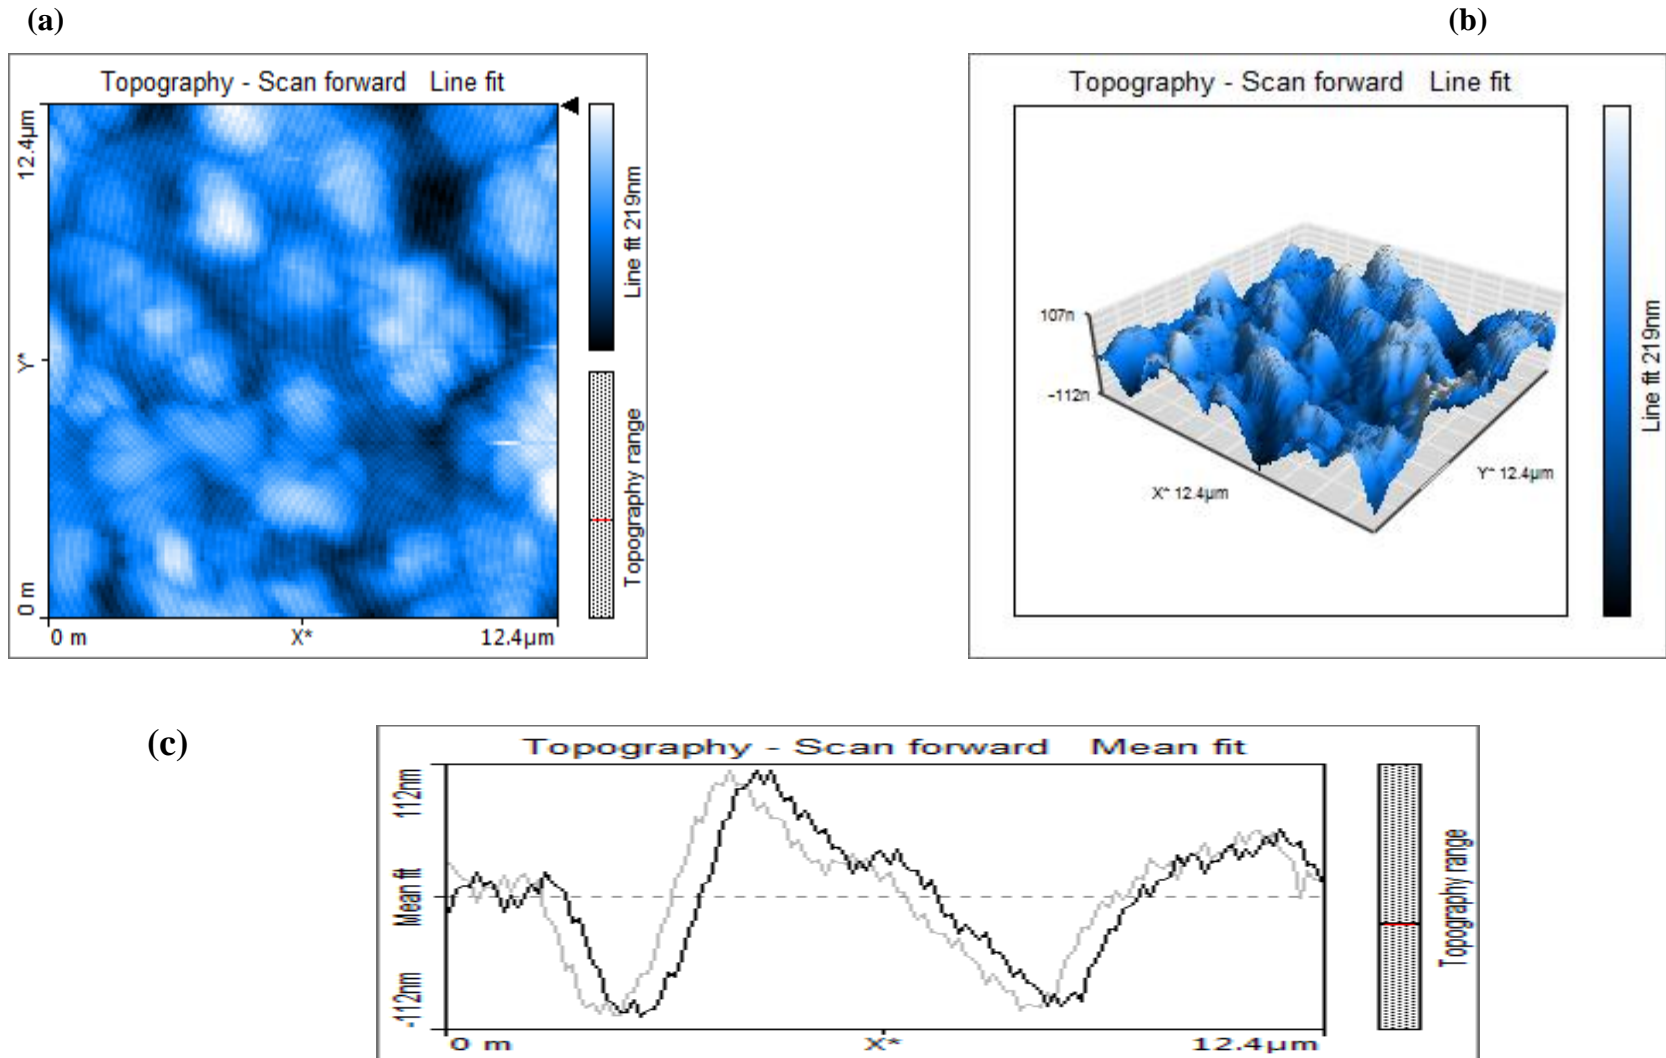 (a)
(b)
Topography - Scan forward Line fit
12.4µm
Y*
0 m
0 m
X*
12.4µm
Line fit 219nm
Topography range
Topography - Scan forward Line fit
107n
-112n
X* 12.4µm
Y* 12.4µm
Line fit 219nm
(c)
Topography - Scan forward Mean fit
112nm
Mean fit
-112nm
0 m
X*
12.4µm
Topography range